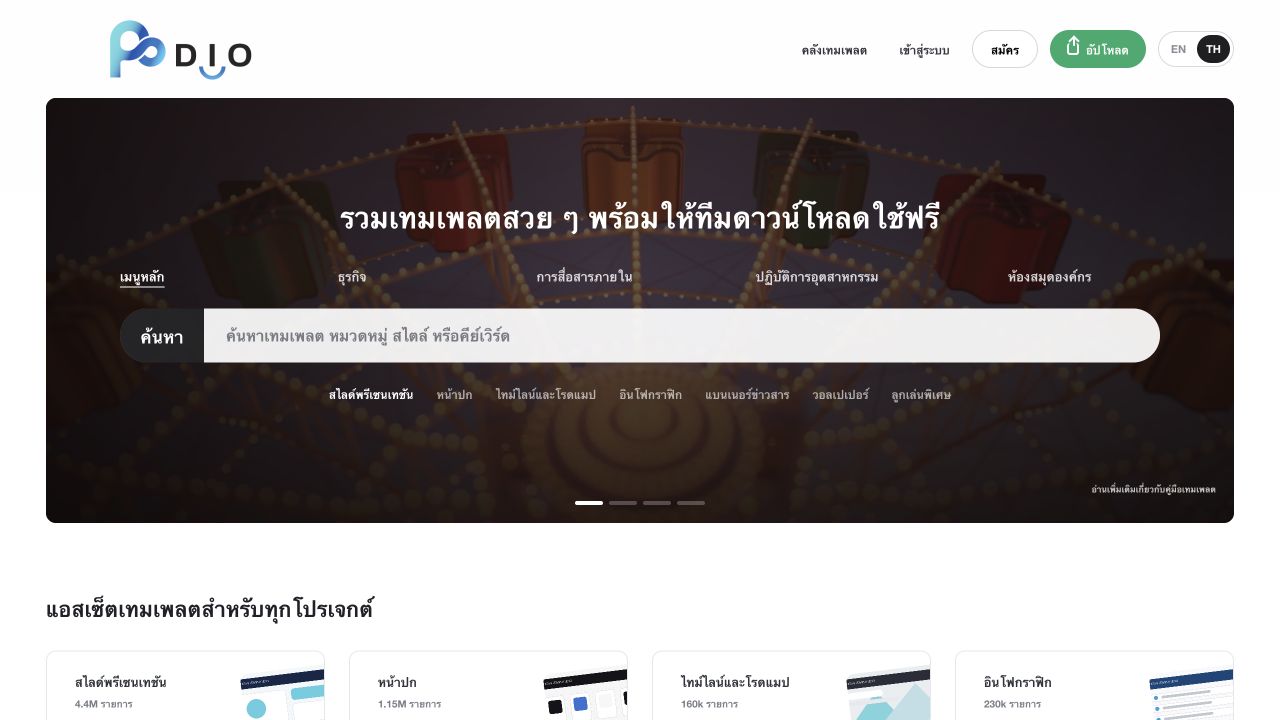 PODIO
คลังเทมเพลต เข้าสู่ระบบ สมัคร อัปโหลด EN TH
รวมเทมเพลตสวย ๆ พร้อมให้ทีมดาวน์โหลดใช้ฟรี
เมนูหลัก ธุรกิจ การสื่อสารภายใน ปฏิบัติการอุตสาหกรรม ห้องสมุดองค์กร
ค้นหา ค้นหาเทมเพลต หมวดหมู่ สไตล์ หรือคีย์เวิร์ด
สไลด์พรีเซนเทชัน หน้าปก ไทม์ไลน์และโรดแมป อินโฟกราฟิก แบนเนอร์ข่าวสาร วอลเปเปอร์ ลูกเล่นพิเศษ
อ่านเพิ่มเติมเกี่ยวกับคู่มือเทมเพลต
แอสเซ็ตเทมเพลตสำหรับทุกโปรเจกต์
สไลด์พรีเซนเทชัน หน้าปก ไทม์ไลน์และโรดแมป อินโฟกราฟิก
4.4M รายการ 1.15M รายการ 160k รายการ 230k รายการ